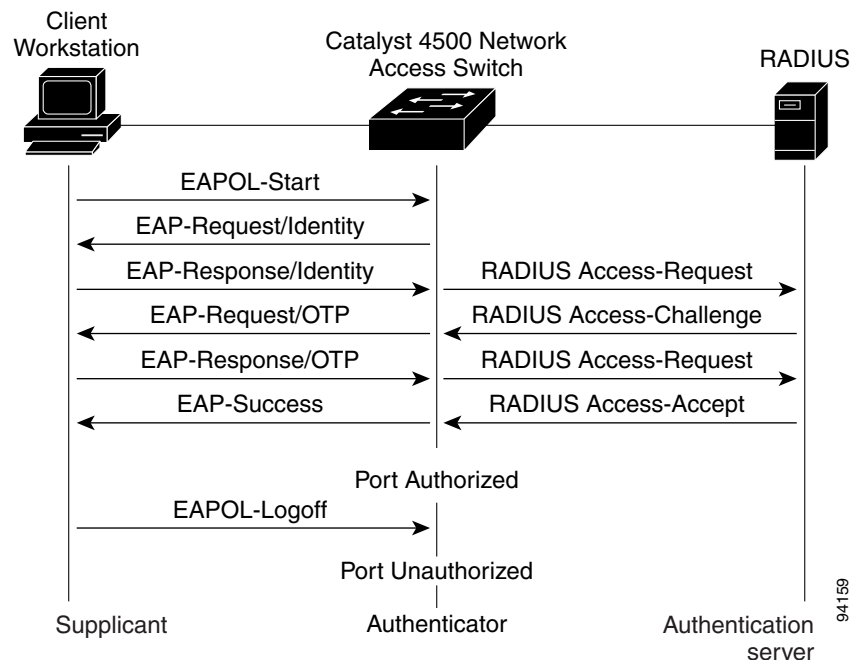 Client
Workstation
Catalyst 4500 Network
Access Switch
RADIUS
EAPOL-Start
EAP-Request/Identity
EAP-Response/Identity
RADIUS Access-Request
EAP-Request/OTP
RADIUS Access-Challenge
EAP-Response/OTP
RADIUS Access-Request
EAP-Success
RADIUS Access-Accept
Port Authorized
EAPOL-Logoff
Port Unauthorized
Supplicant
Authenticator
Authentication
server
94159